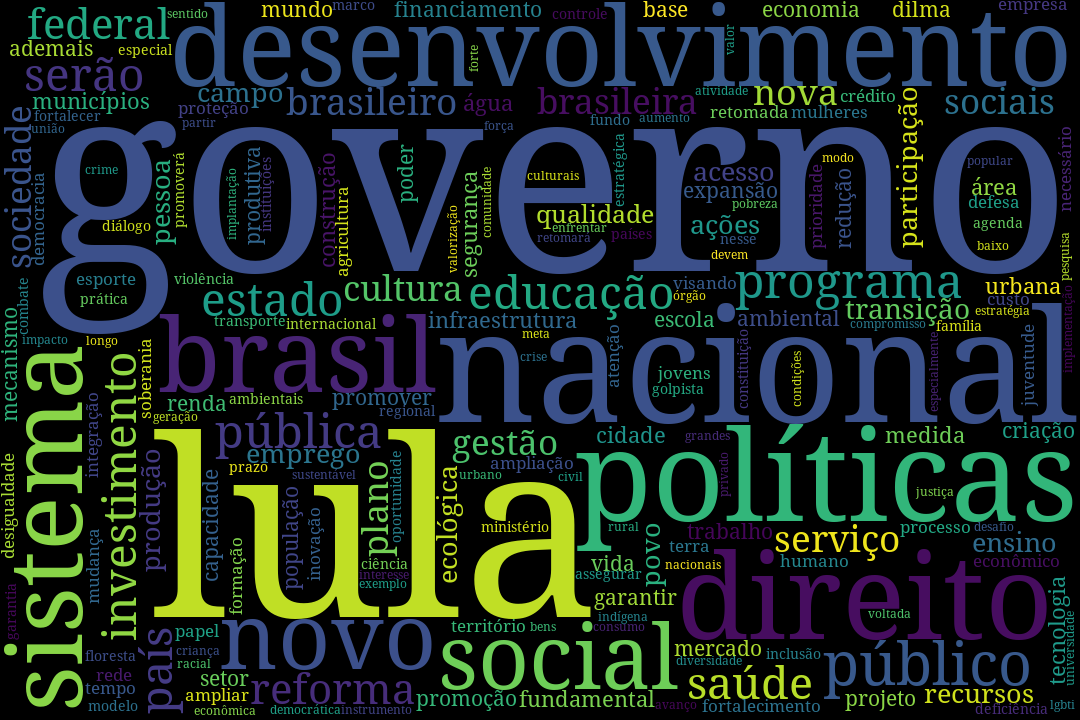 federal
sentido
mundo
marco
financiamento
controle
base
economia
dilma
empresa
ademais
especial
desenvolvimento
forte
valor
serão
municípios
campo
brasileiro
água
brasileira
atividade
nova
crédito
sociais
fortalecer
união
proteção
partir
fundo
aumento
retomada
mulheres
força
governo
sociedade
democracia
crime
diálogo
pessoa
promoverá
implantação
produtiva
instituições
construção
agricultura
poder
valorização
segurança
comunidade
culturais
qualidade
enfrentar
retomara
países
estratégica
acesso
expansão
pobreza
ações
nesse
devem
modo
prioridade
redução
participação
popular
área
defesa
agenda
baixo
necessário
pesquisa
esporte
prática
violência
estado
cultura
educação
visando
órgão
programa
urbana
custo
estratégia
transição
família
compromisso
implementação
combate
mecanismo
impacto
longo
transporte
internacional
infraestrutura
meta
crise
escola
ambiental
atenção
jovens
golpista
constituição
condições
especialmente
juventude
soberania
brasil
nacional
sistema
investimento
renda
ambientais
promover
regional
geração
integração
pública
gestão
cidade
grandes
medida
criação
emprego
ampliação
prazo
sustentável
urbano
civil
políticas
privado
justiça
desigualdade
produção
capacidade
lula
plano
oportunidade
ecológica
ministério
rural
trabalho
serviço
processo
desafio
ensino
mudança
formação
população
inovação
ciência
interesse
exemplo
vida
assegurar
povo
terra
nacionais
humano
econômico
garantia
garantir
direito
voltada
tecnologia
universidade
papel
novo
território
bens
indígena
consumo
floresta
criança
racial
social
mercado
diversidade
inclusão
público
rede
tempo
modelo
país
setor
ampliar
econômica
reforma
democrática
instrumento
promoção
fundamental
avanço
saúde
fortalecimento
projeto
recursos
deficiência
lgbti